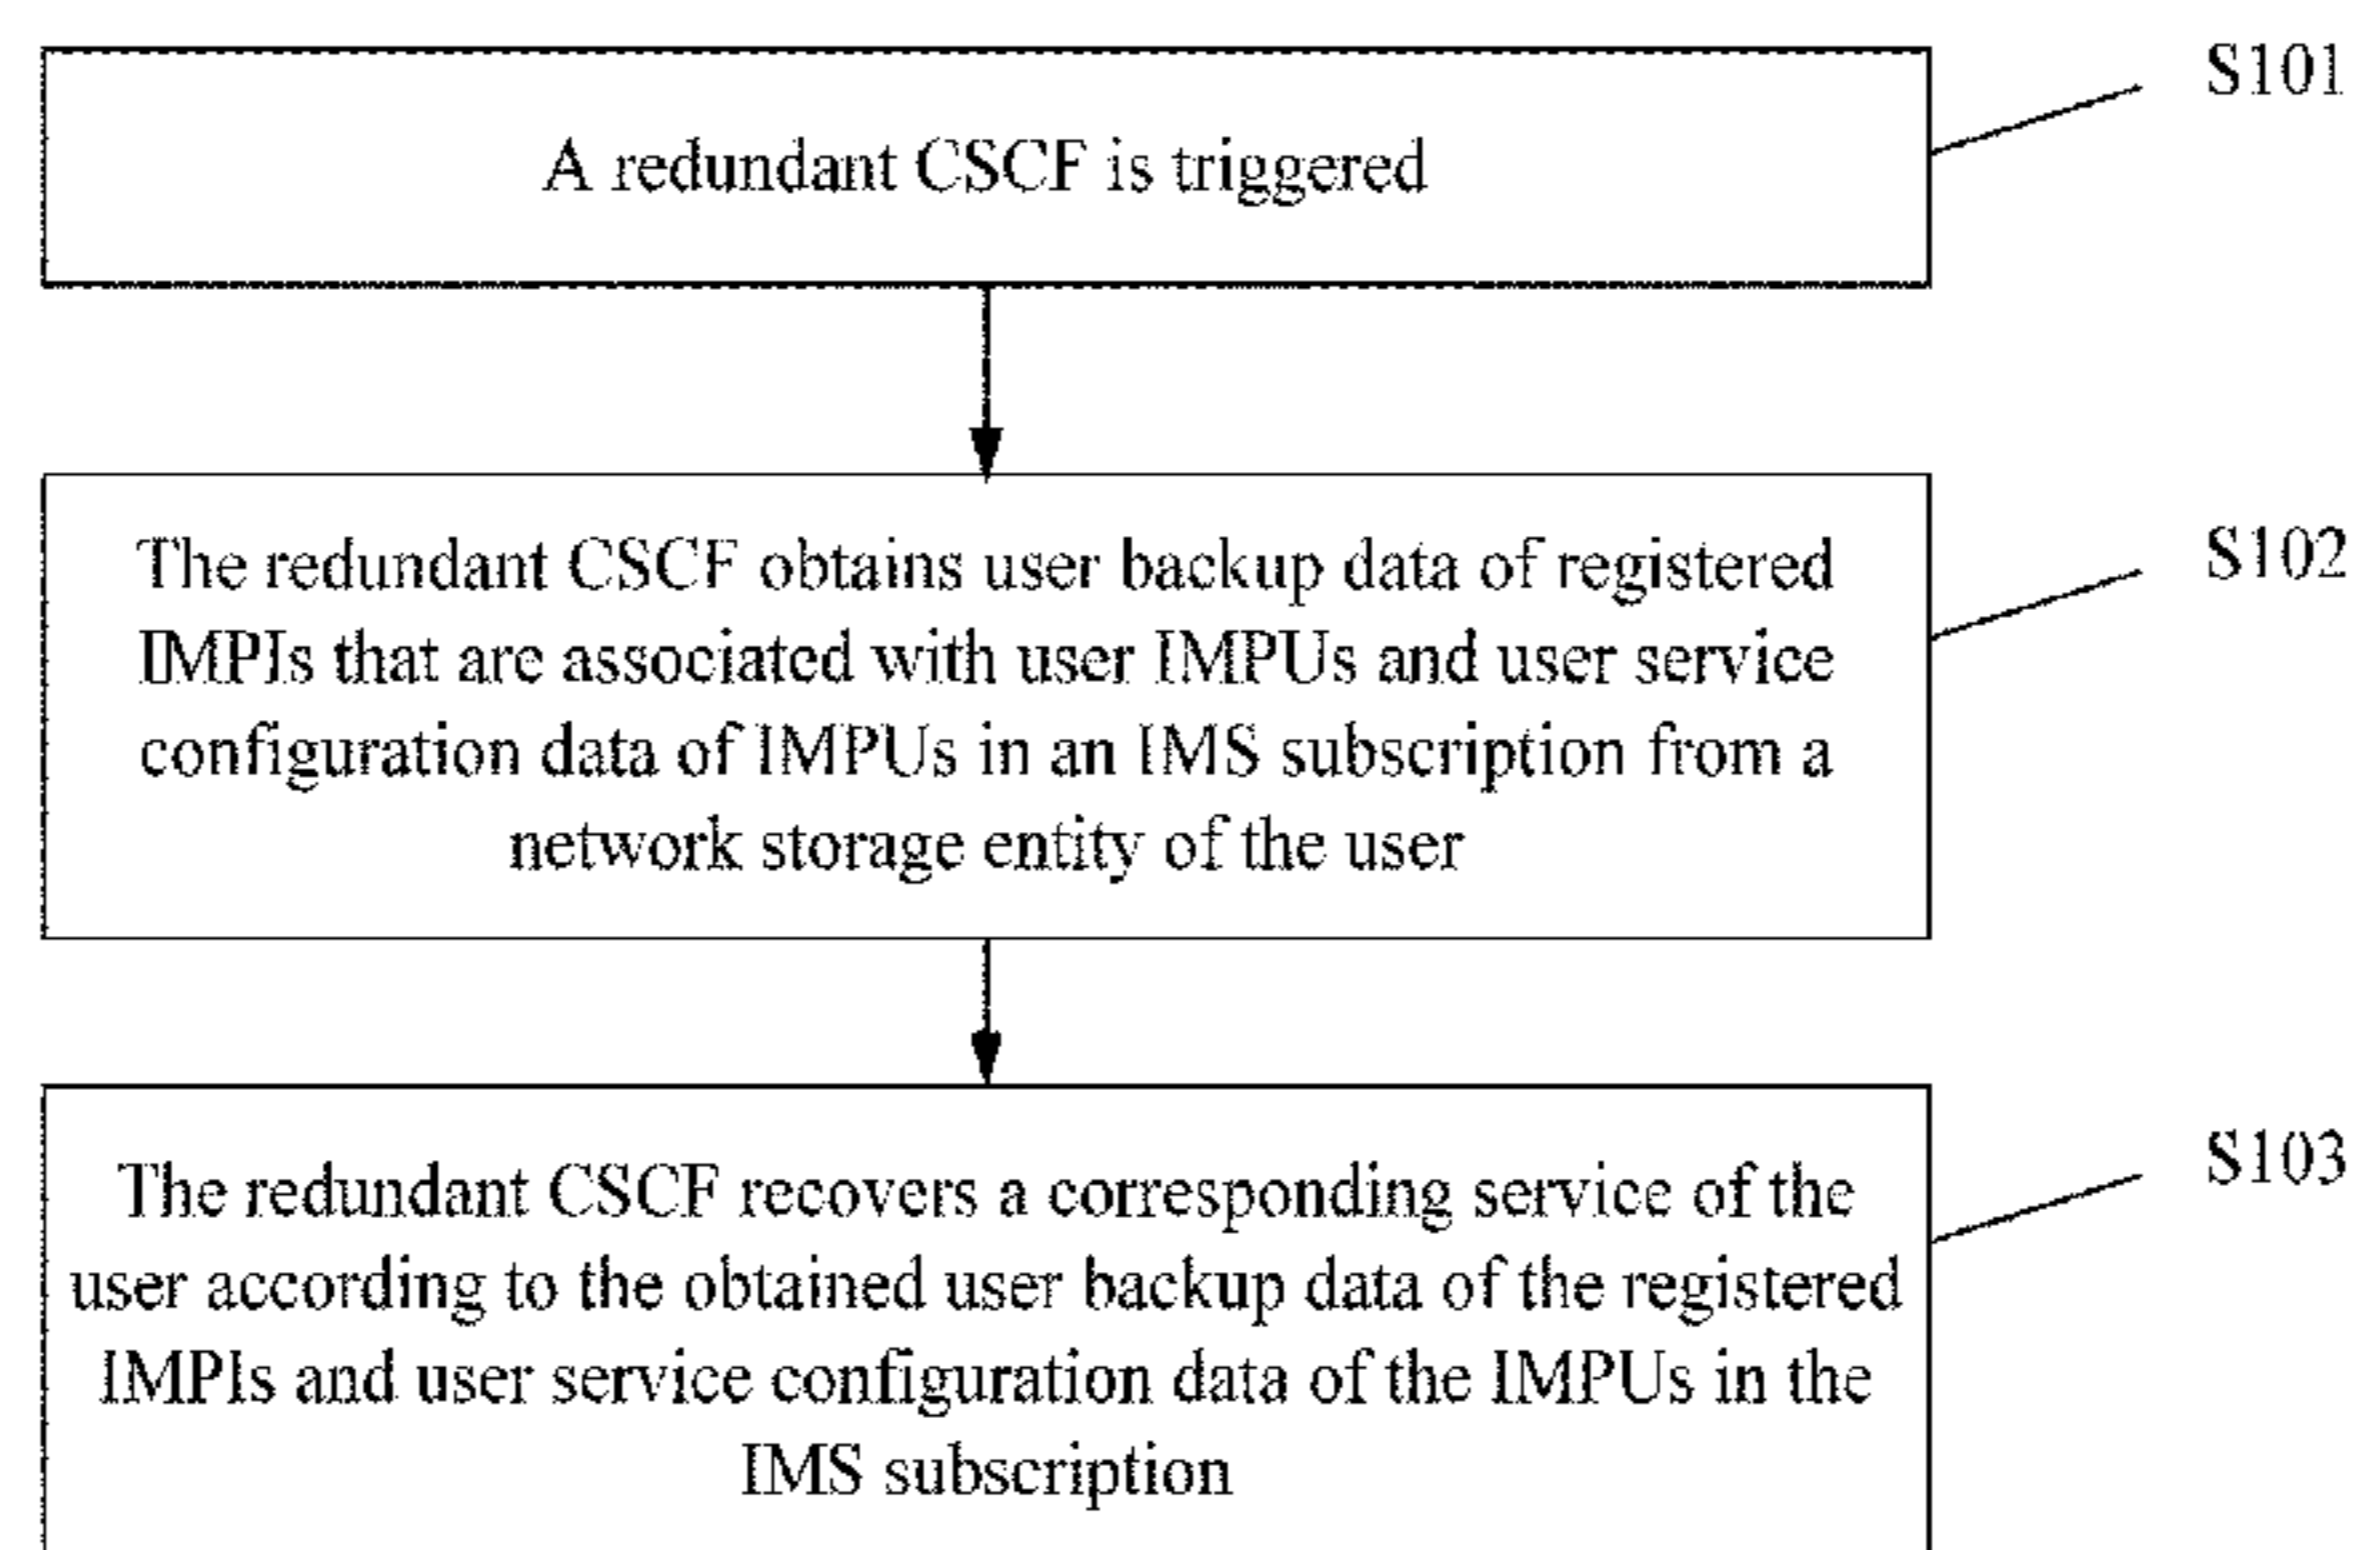 A redundant CSCF is triggered
S101
The redundant CSCF obtains user backup data of registered
IMPIs that are associated with user IMPUs and user service
configuration data of IMPUs in an IMS subscription from a
network storage entity of the user
S102
The redundant CSCF recovers a corresponding service of the
user according to the obtained user backup data of the registered
IMPIs and user service configuration data of the IMPUs in the
IMS subscription
S103